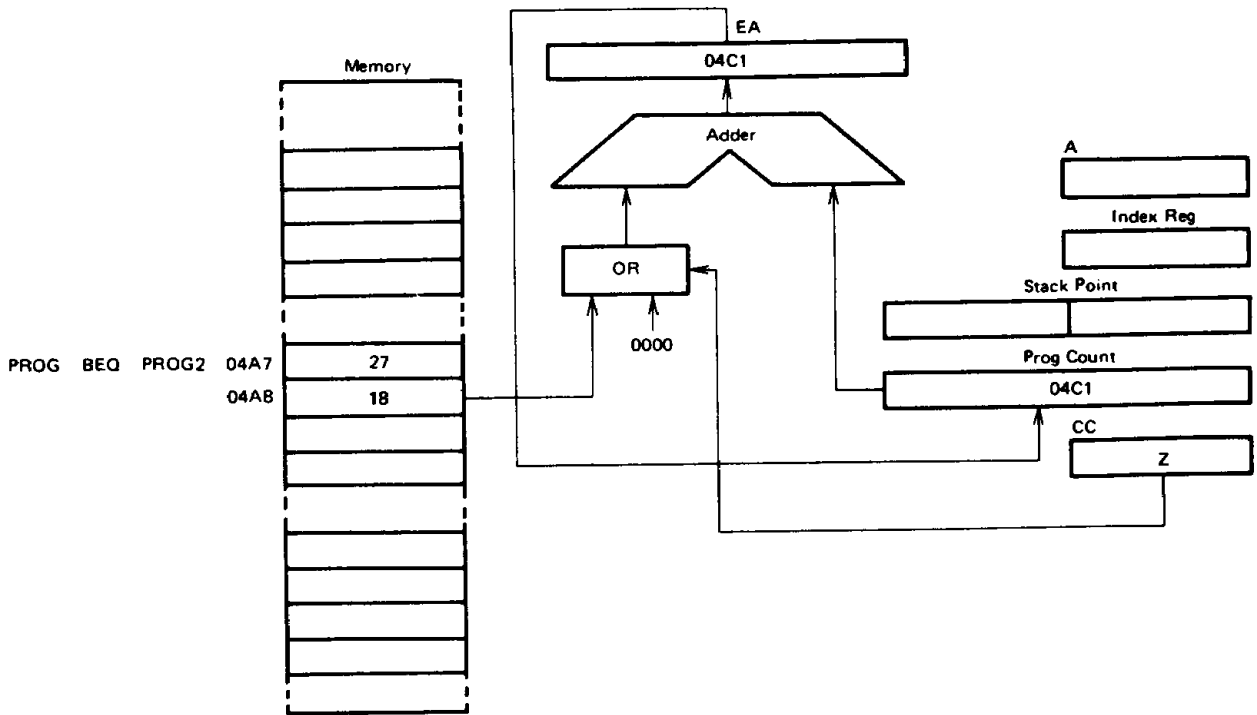 EA
04C1
Memory
Adder
A
Index Reg
OR
Stack Point
0000
Prog Count
PROG BEQ PROG2 04A7 27
04C1
04A8 18
CC
Z